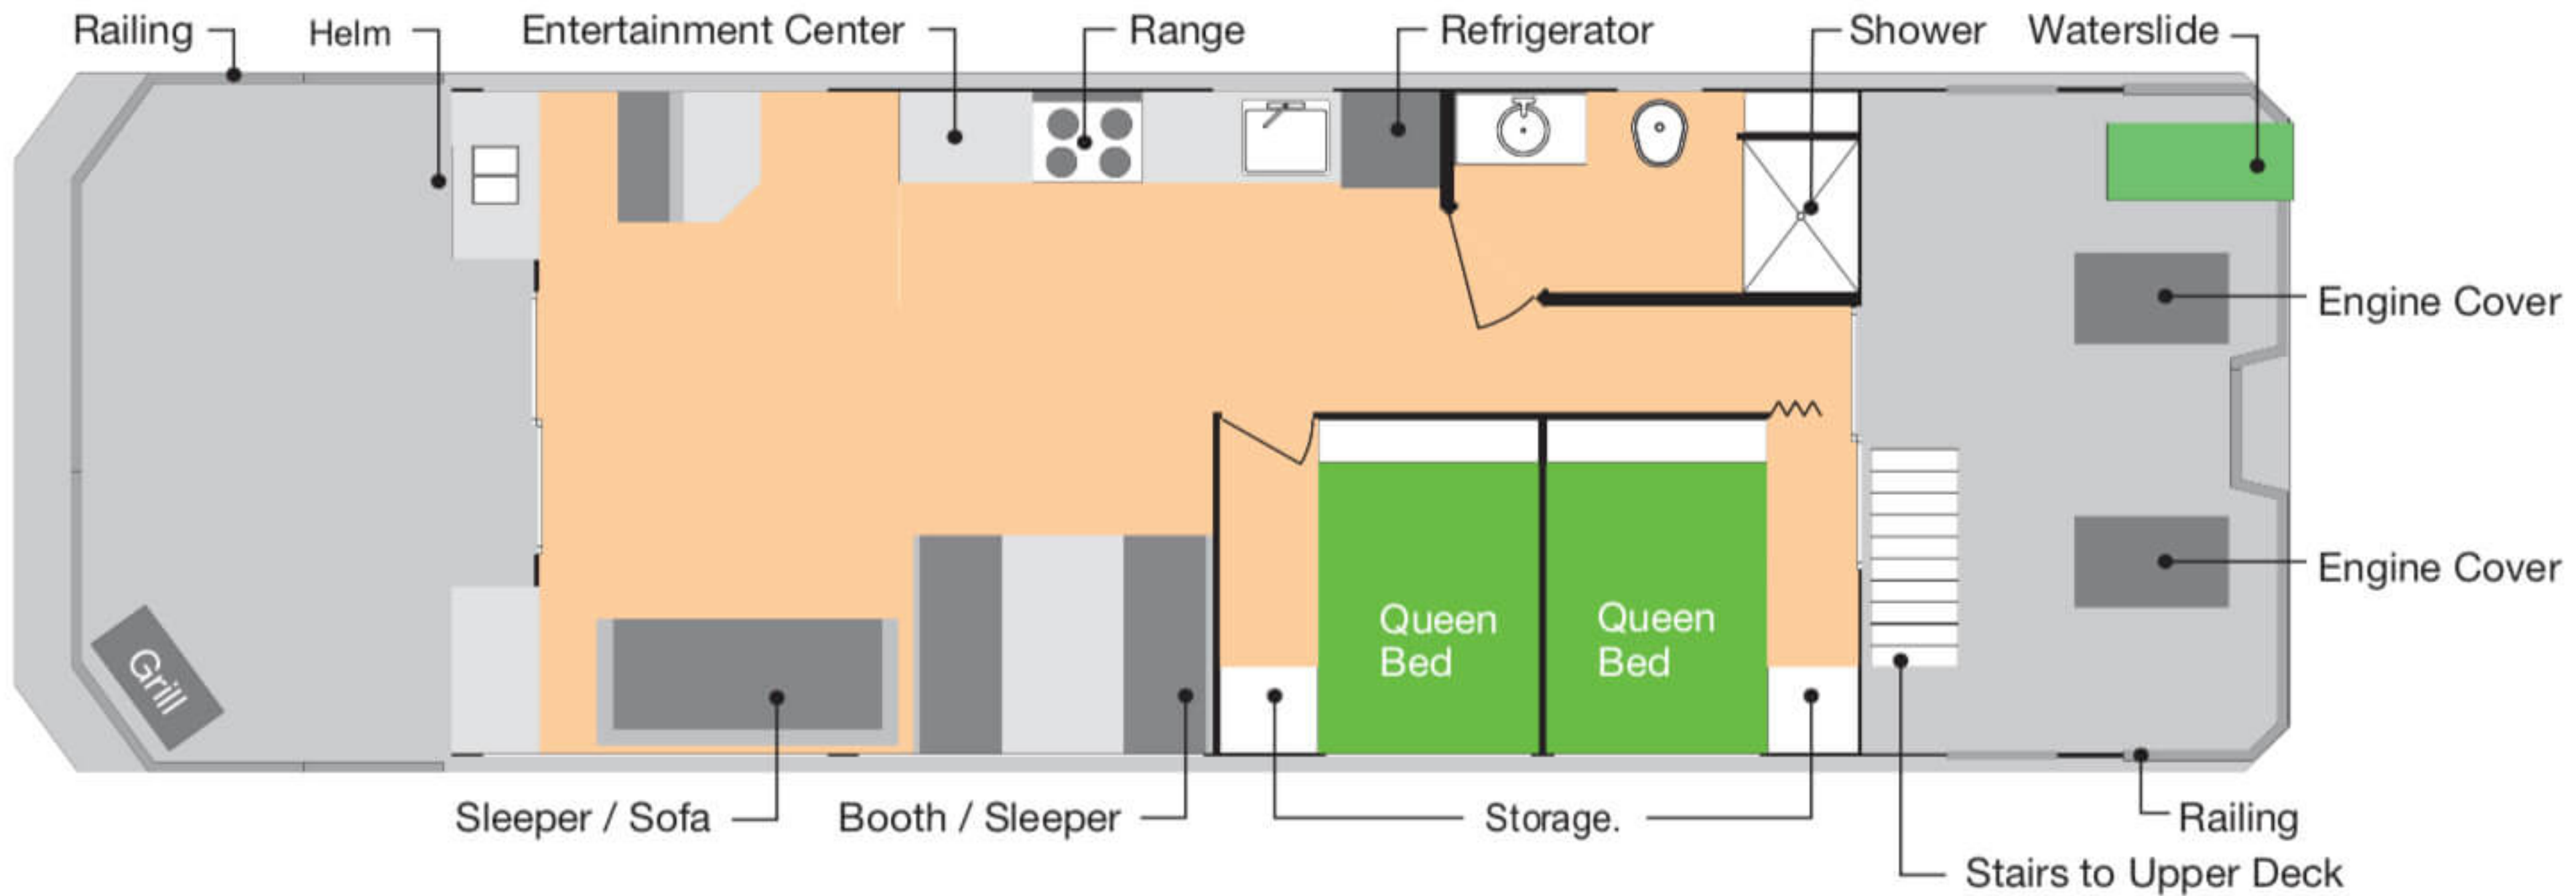 Railing
Helm
Entertainment Center
Range
Refrigerator
Shower
Waterslide
Engine Cover
Engine Cover
Grill
Queen
Bed
Queen
Bed
Sleeper / Sofa
Booth / Sleeper
Storage.
Railing
Stairs to Upper Deck